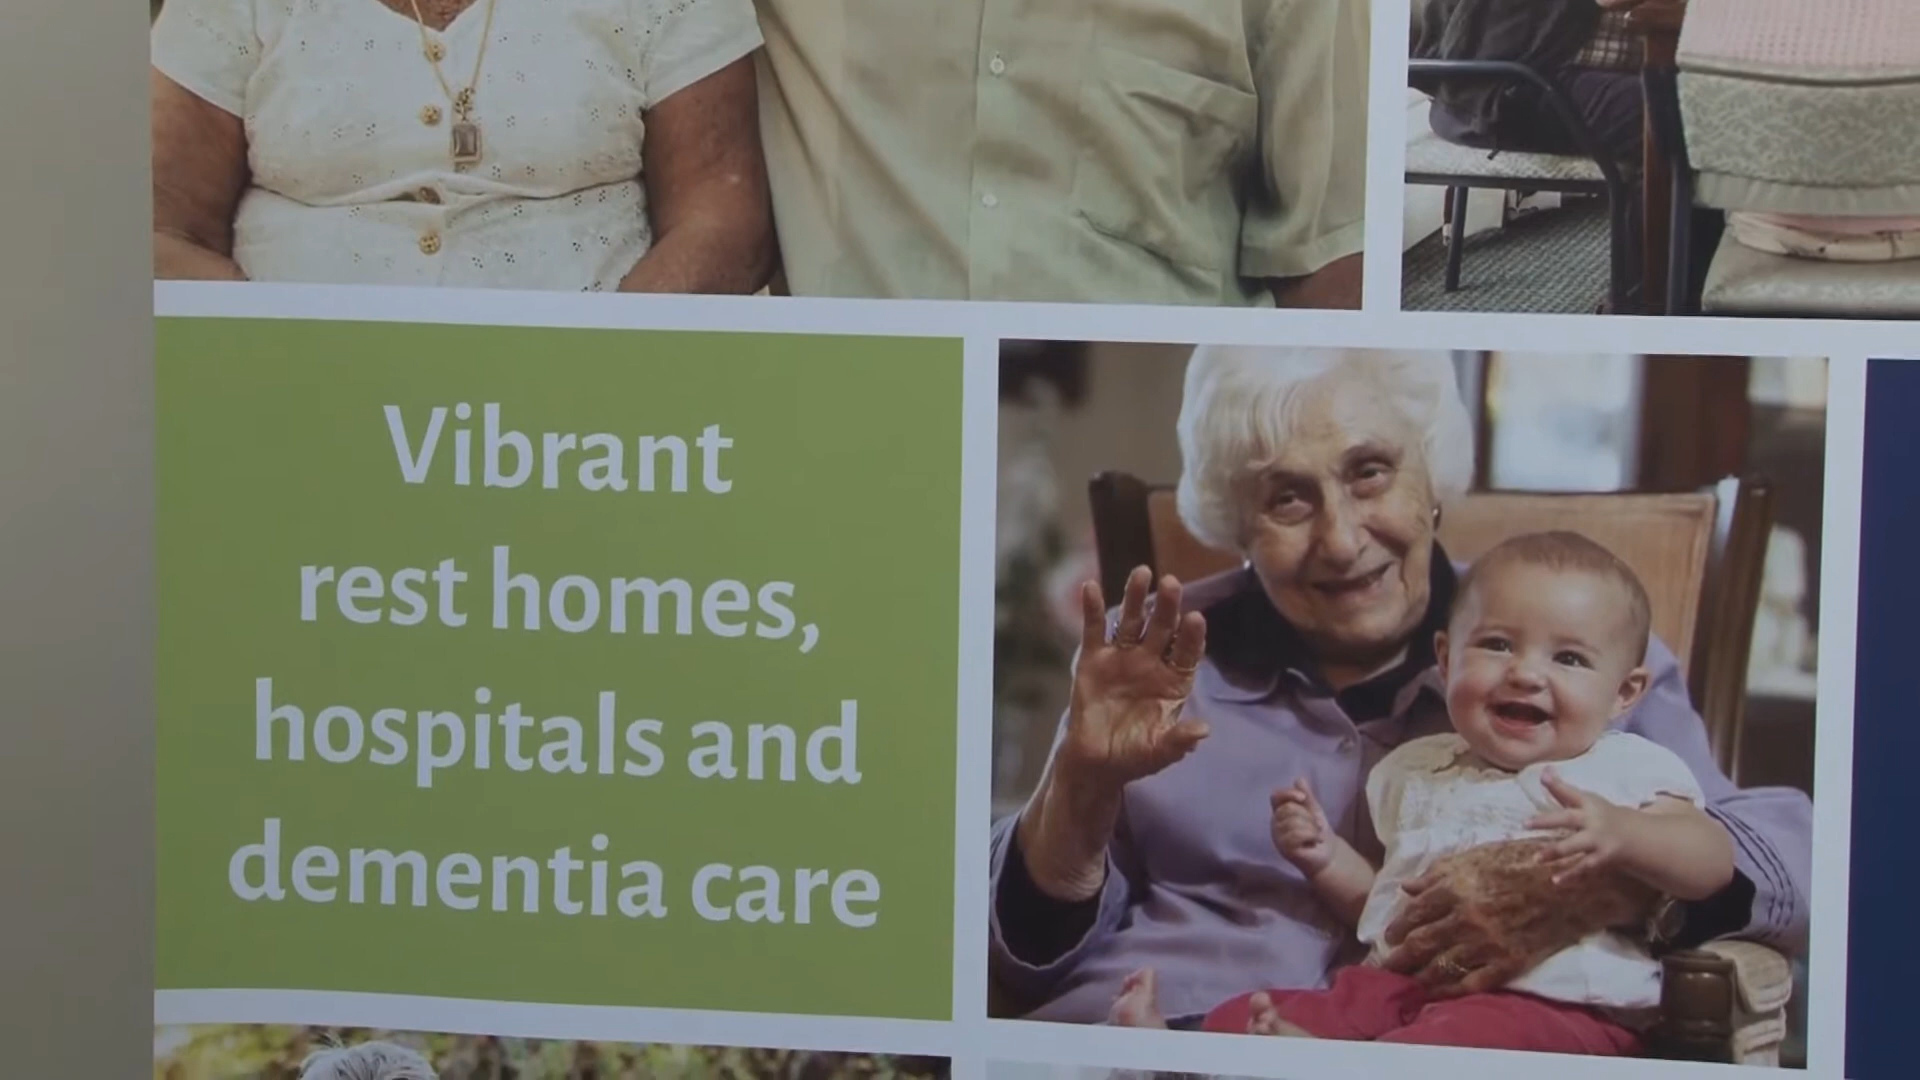 Vibrant
rest homes,
hospitals and
dementia care